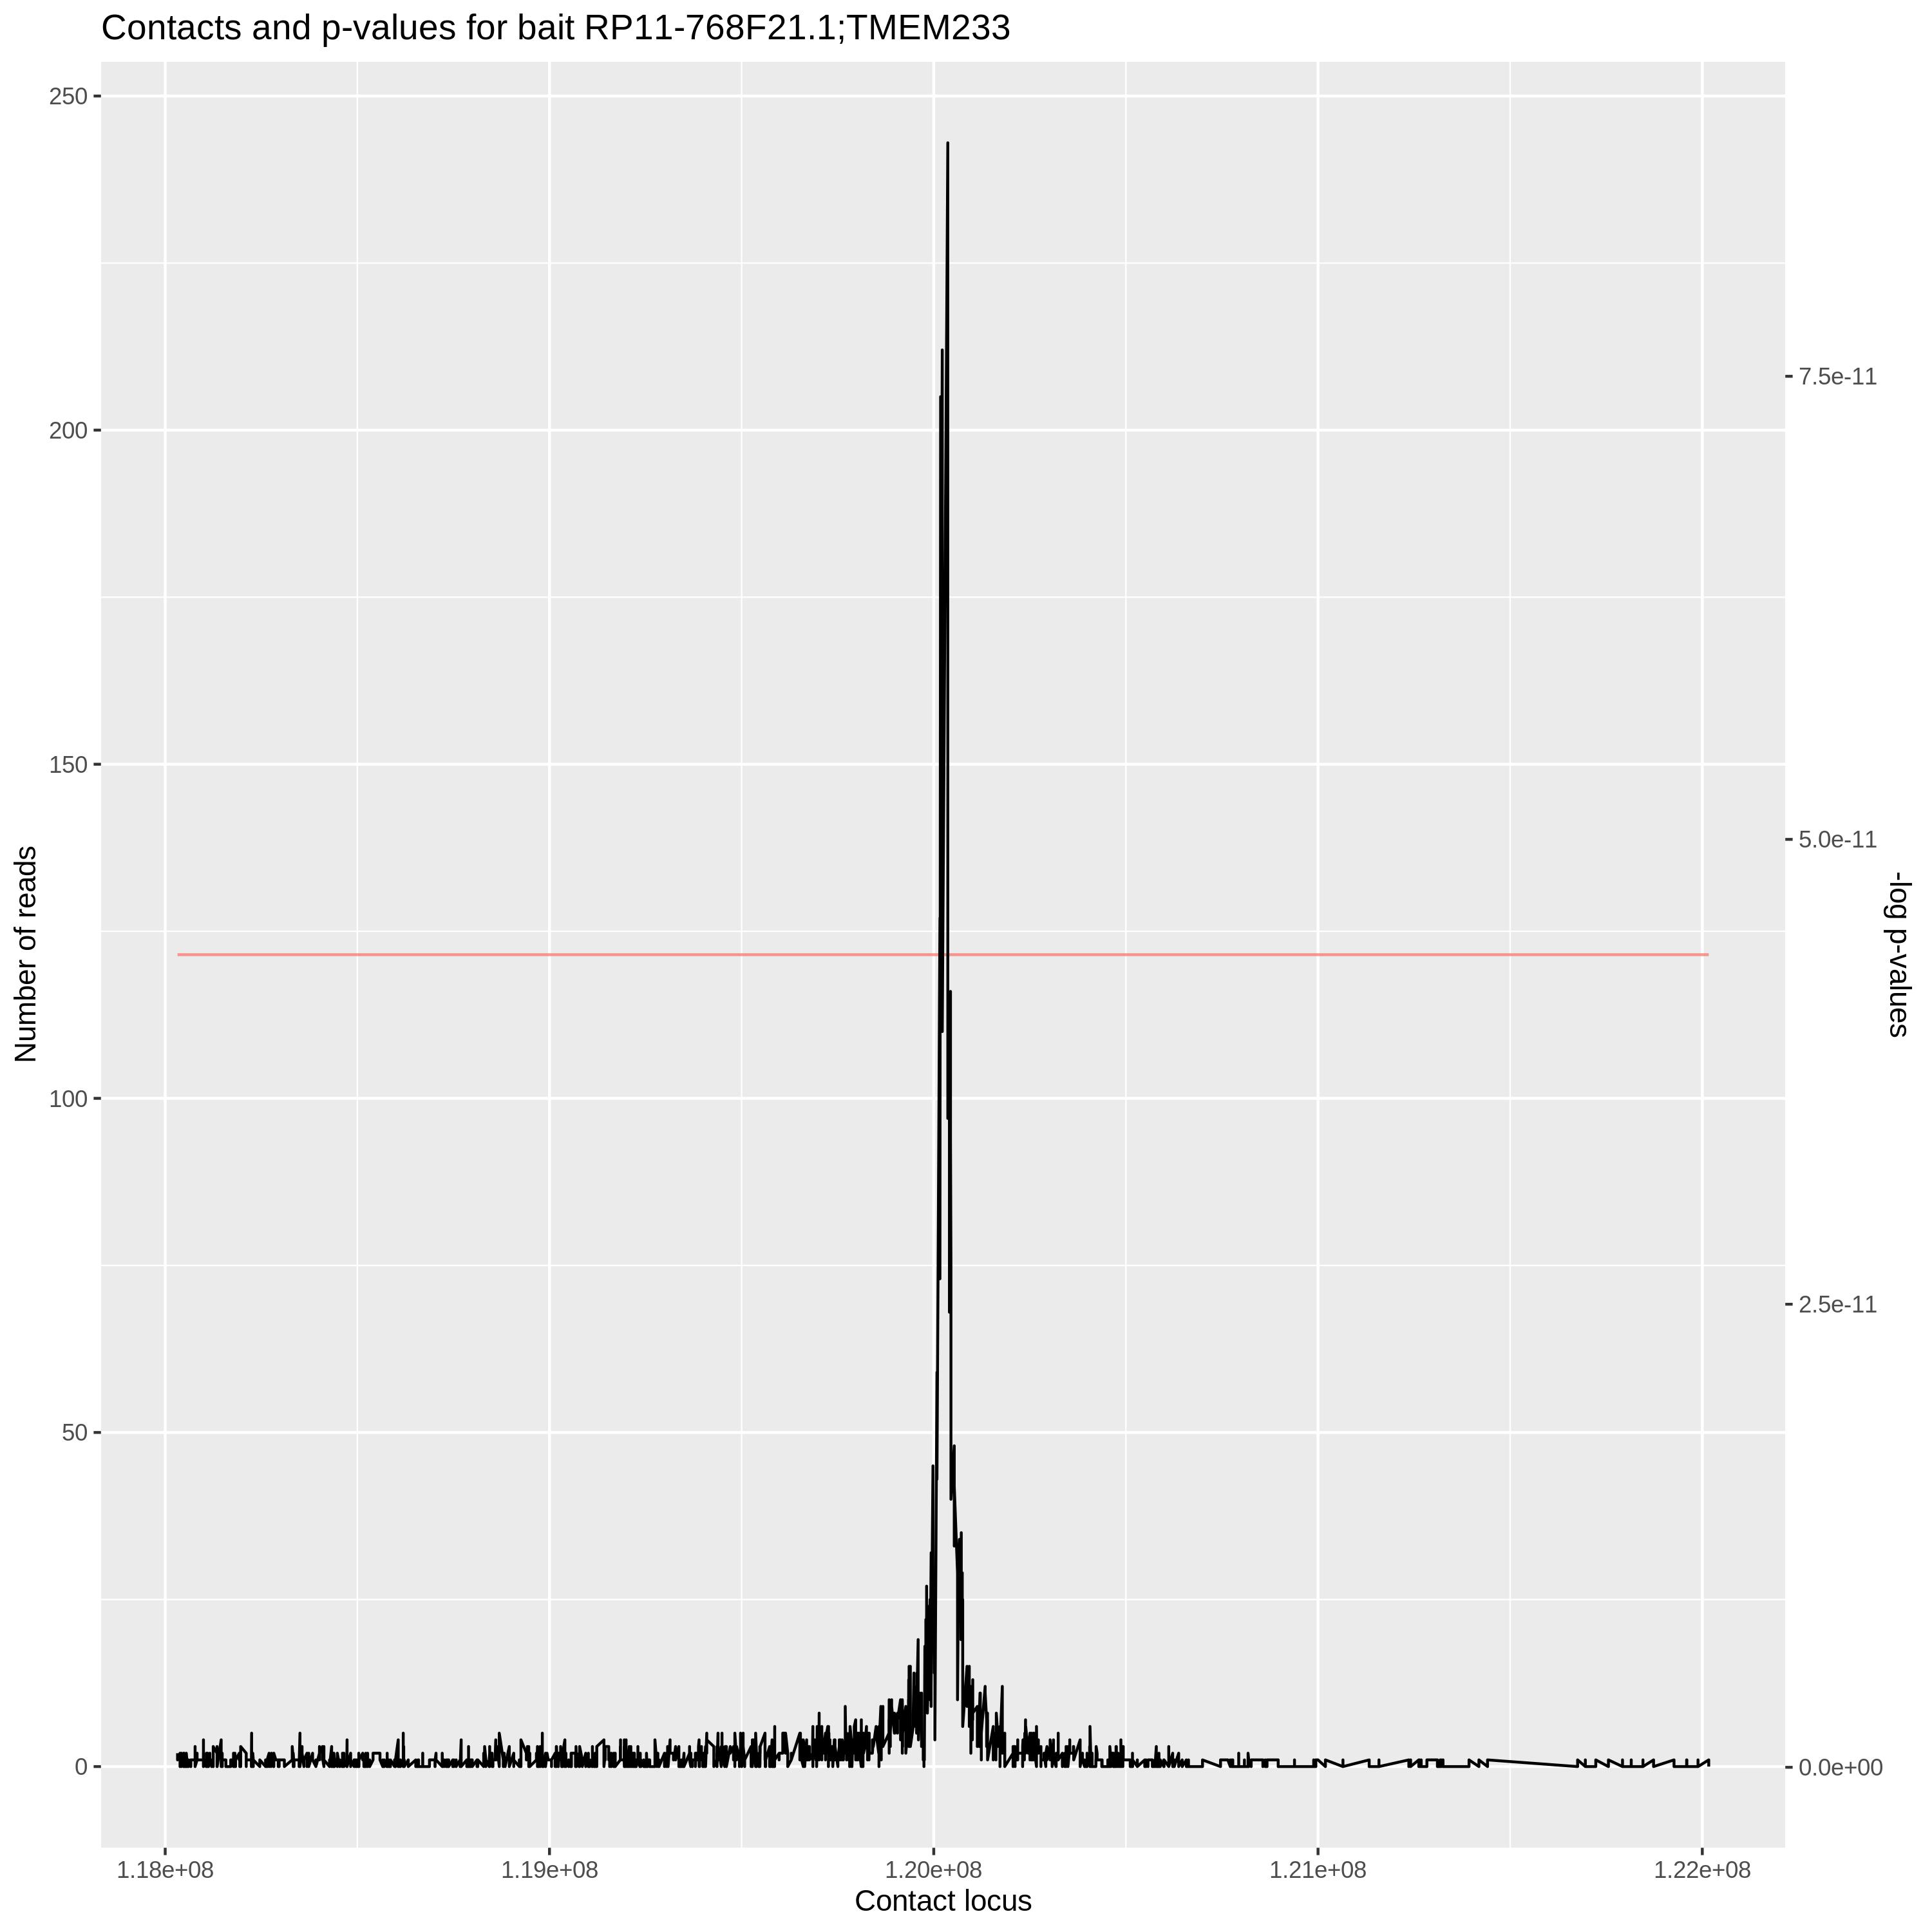 Contacts and p-values for bait RP11-768F21.1;TMEM233
250
200
150
100
50
0
Number of reads
7.5e-11
5.0e-11
2.5e-11
0.0e+00
-log p-values
1.18e+08
1.19e+08
1.20e+08
1.21e+08
1.22e+08
Contact locus